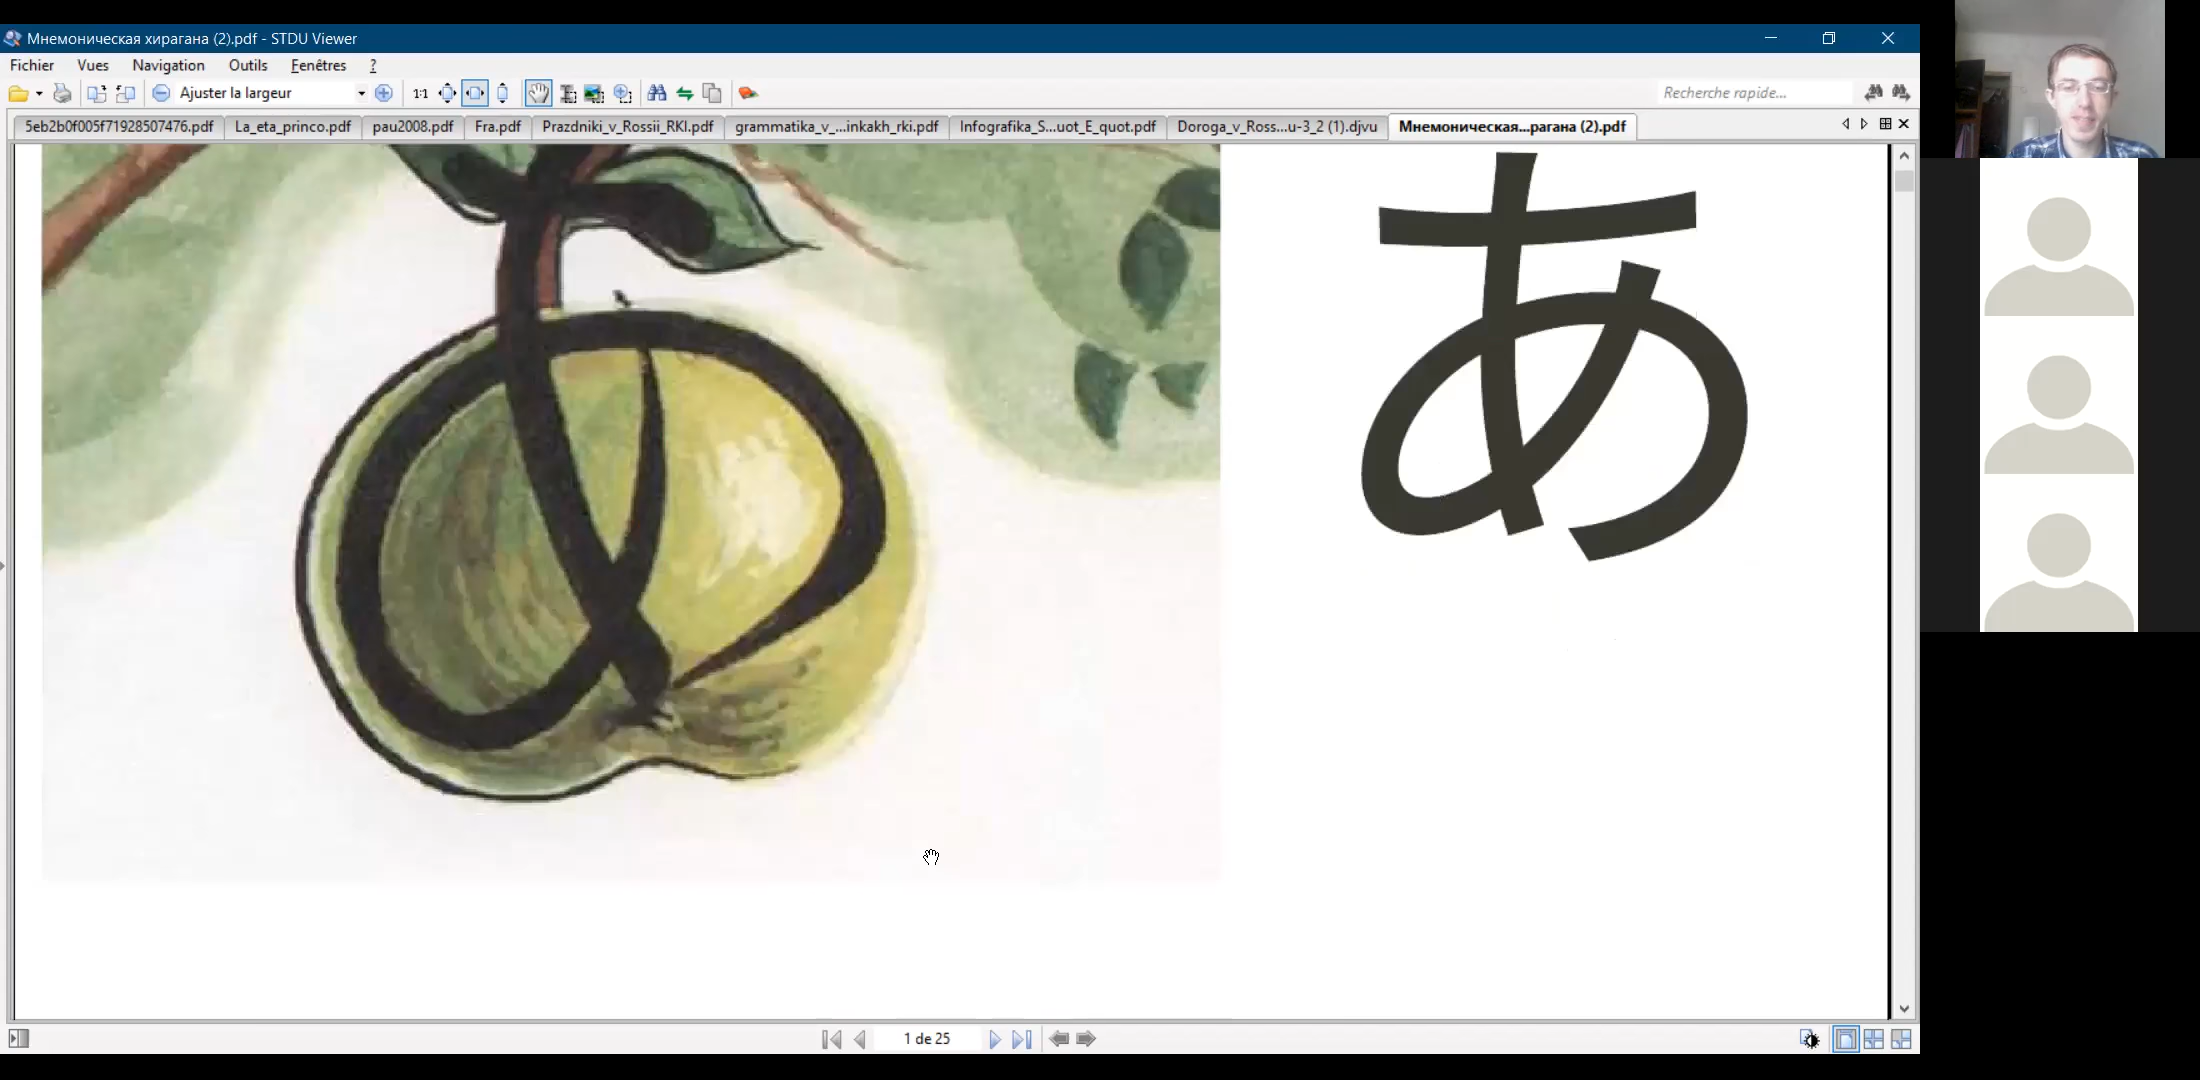 Мнемоническая хирагана (2).pdf - STDU Viewer
Fichier Vues Navigation Outils Fenêtres ?
Ajuster la largeur 1:1 Recherche rapide...
5eb2b0f005f71928507476.pdf La_eta_princo.pdf pau2008.pdf Fra.pdf Prazdniki_v_Rossii_RKI.pdf grammatika_v_...inkakh_rki.pdf Infografika_S...uot_E_quot.pdf Doroga_v_Ross...u-3_2 (1).djvu Мнемоническая...рагана (2).pdf
あ
1 de 25